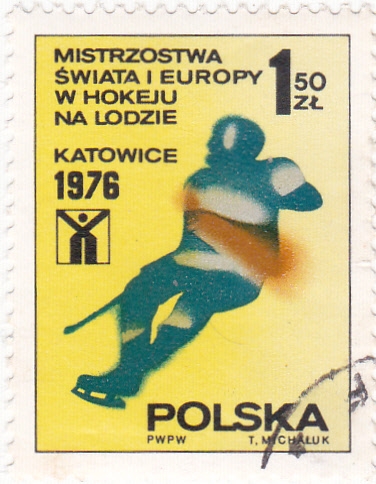 MISTRZOSTWA
ŚWIATA I EUROPY
W HOKEJU
NA LODZIE
1 50 ZŁ
KATOWICE
1976
POLSKA
PWPW T. MICHALUK